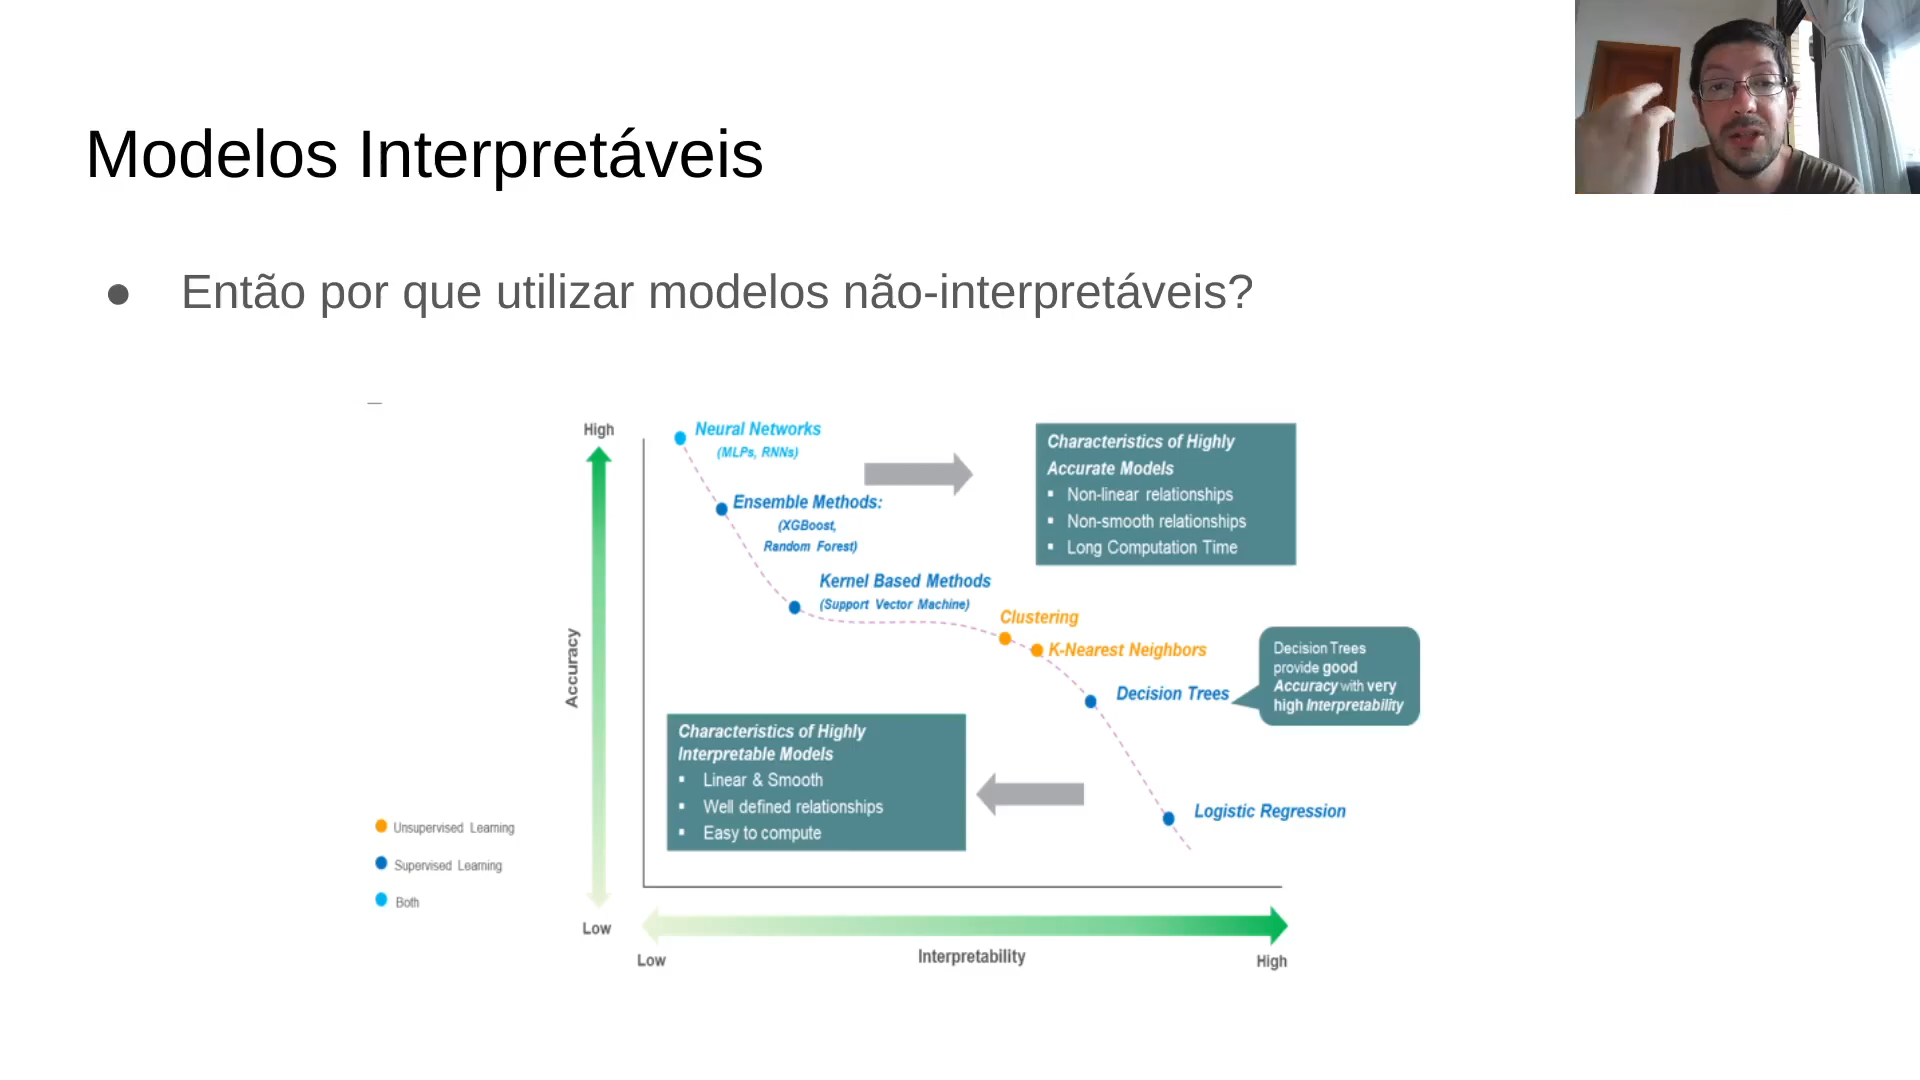 Modelos Interpretáveis
● Então por que utilizar modelos não-interpretáveis?
High
Neural Networks
(MLPs, RNNs)
Ensemble Methods:
(XGBoost,
Random Forest)
Kernel Based Methods
(Support Vector Machine)
Clustering
K-Nearest Neighbors
Decision Trees
Logistic Regression
Characteristics of Highly
Accurate Models
▪ Non-linear relationships
▪ Non-smooth relationships
▪ Long Computation Time
Decision Trees
provide good
Accuracy with very
high Interpretability
Accuracy
Characteristics of Highly
Interpretable Models
▪ Linear & Smooth
▪ Well defined relationships
▪ Easy to compute
Unsupervised Learning
Supervised Learning
Both
Low
Low
Interpretability
High